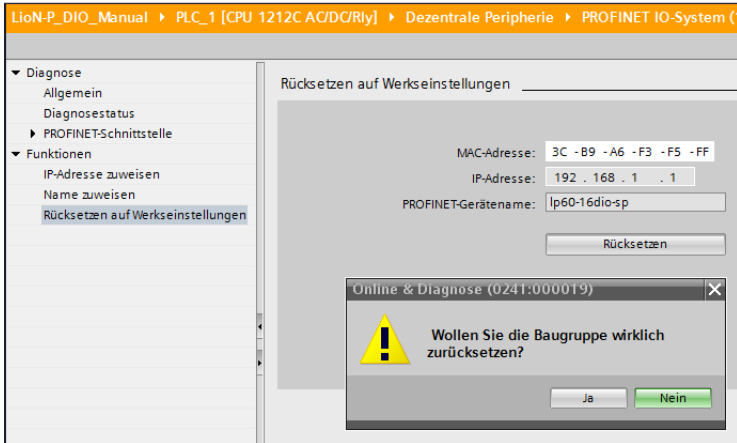 LioN-P_DIO_Manual ▸ PLC_1 [CPU 1212C AC/DC/Rly] ▸ Dezentrale Peripherie ▸ PROFINET IO-System (
Diagnose
Allgemein
Diagnosestatus
PROFINET-Schnittstelle
Funktionen
IP-Adresse zuweisen
Name zuweisen
Rücksetzen auf Werkseinstellungen
Rücksetzen auf Werkseinstellungen
MAC-Adresse: 3C -B9 -A6 -F3 -F5 -FF
IP-Adresse: 192 . 168 . 1 . 1
PROFINET-Gerätename: lp60-16dio-sp
Rücksetzen
Online & Diagnose (0241:000019)
Wollen Sie die Baugruppe wirklich
zurücksetzen?
Ja
Nein